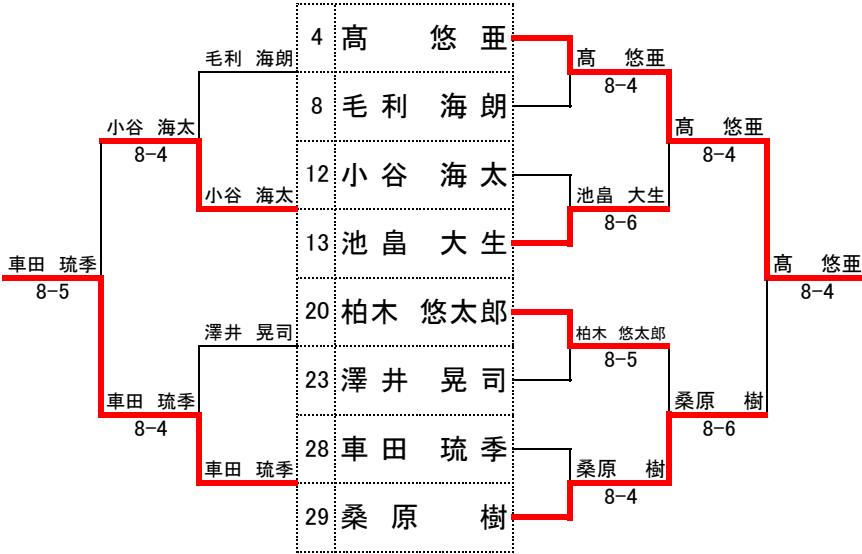 4 髙 悠 亜
8 毛 利 海 朗
12 小 谷 海 太
13 池 畠 大 生
20 柏 木 悠太郎
23 澤 井 晃 司
28 車 田 琉 季
29 桑 原 樹
毛利 海朗
小谷 海太
8-4
小谷 海太
車田 琉季
8-5
澤井 晃司
車田 琉季
8-4
車田 琉季
髙 悠亜
8-4
髙 悠亜
8-4
池畠 大生
8-6
髙 悠亜
8-4
柏木 悠太郎
8-5
桑原 樹
8-6
桑原 樹
8-4